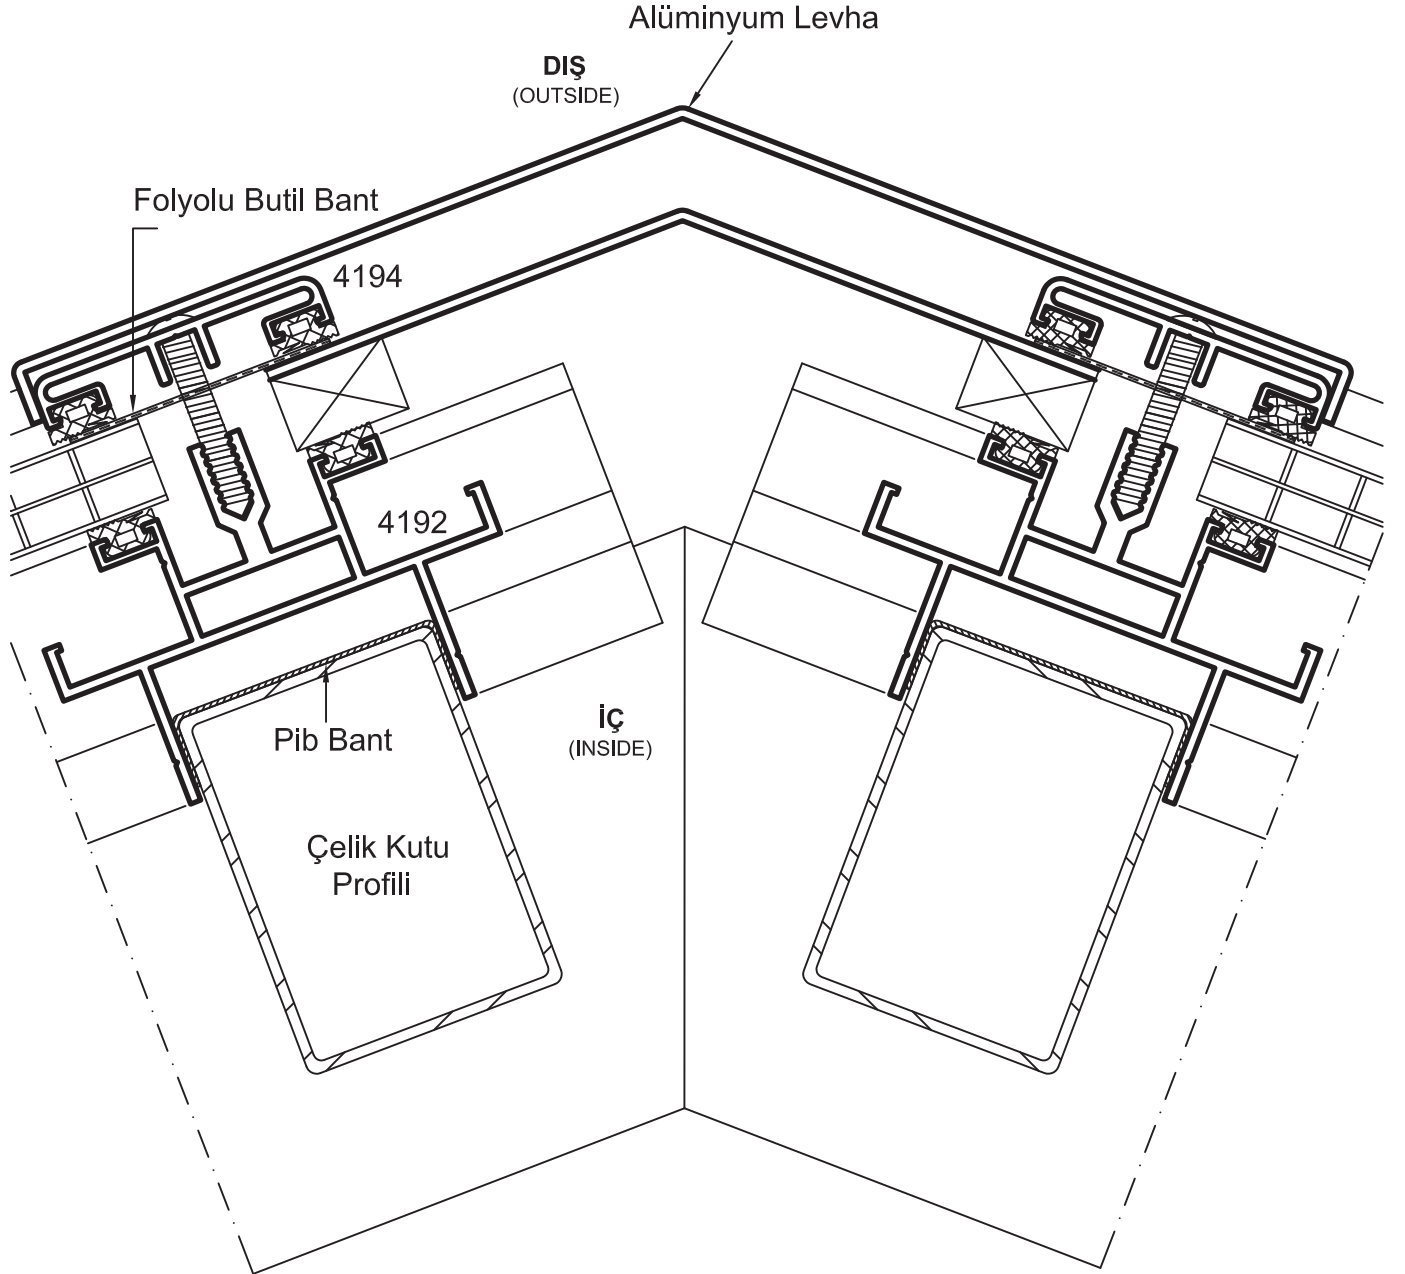 Alüminyum Levha
DIŞ
(OUTSIDE)
Folyolu Butil Bant
4194
4192
İÇ
(INSIDE)
Pib Bant
Çelik Kutu
Profili